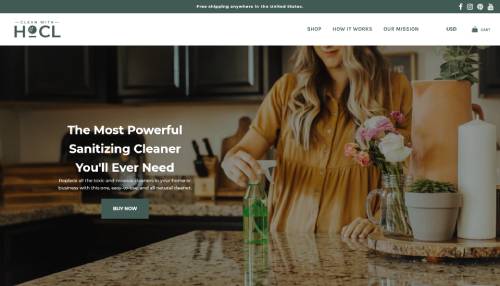 Free shipping anywhere in the United States.
CLEAN WITH
HOCL
SHOP HOW IT WORKS OUR MISSION USD CART
The Most Powerful
Sanitizing Cleaner
You'll Ever Need
Replace all the toxic and noxious cleaners in your home or
business with this one, easy-to-use, and all natural cleaner.
BUY NOW